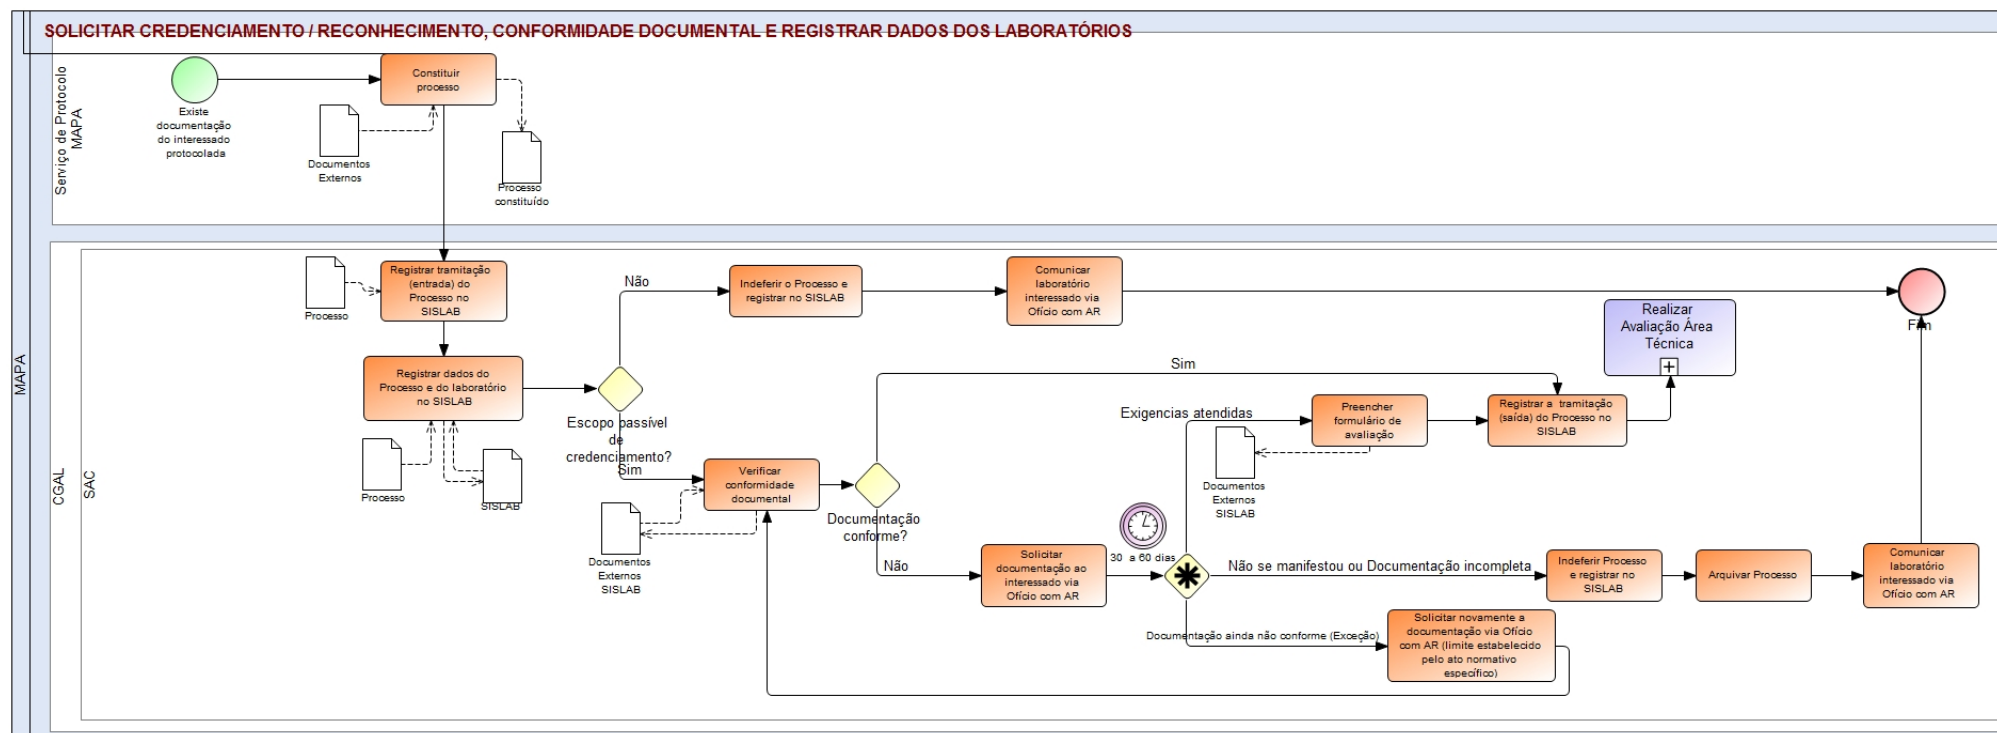 SOLICITAR CREDENCIAMENTO / RECONHECIMENTO, CONFORMIDADE DOCUMENTAL E REGISTRAR DADOS DOS LABORATÓRIOS
MAPA
Serviço de Protocolo
MAPA
Existe
documentação
do interessado
protocolada
Constituir
processo
Documentos
Externos
Processo
constituído
CGAL
SAC
Processo
Registrar tramitação
(entrada) do
Processo no
SISLAB
Registrar dados do
Processo e do laboratório
no SISLAB
Processo
SISLAB
Escopo passível
de
credenciamento?
Não
Indeferir o Processo e
registrar no SISLAB
Comunicar
laboratório
interessado via
Ofício com AR
Fim
Sim
Verificar
conformidade
documental
Documentos
Externos
SISLAB
Documentação
conforme?
Sim
Não
Solicitar
documentação ao
interessado via
Ofício com AR
30 a 60 dias
Exigencias atendidas
Documentos
Externos
SISLAB
Preencher
formulário de
avaliação
Registrar a tramitação
(saída) do Processo no
SISLAB
Realizar
Avaliação Área
Técnica
Não se manifestou ou Documentação incompleta
Indeferir Processo
e registrar no
SISLAB
Arquivar Processo
Comunicar
laboratório
interessado via
Ofício com AR
Documentação ainda não conforme (Exceção)
Solicitar novamente a
documentação via Ofício
com AR (limite estabelecido
pelo ato normativo
específico)